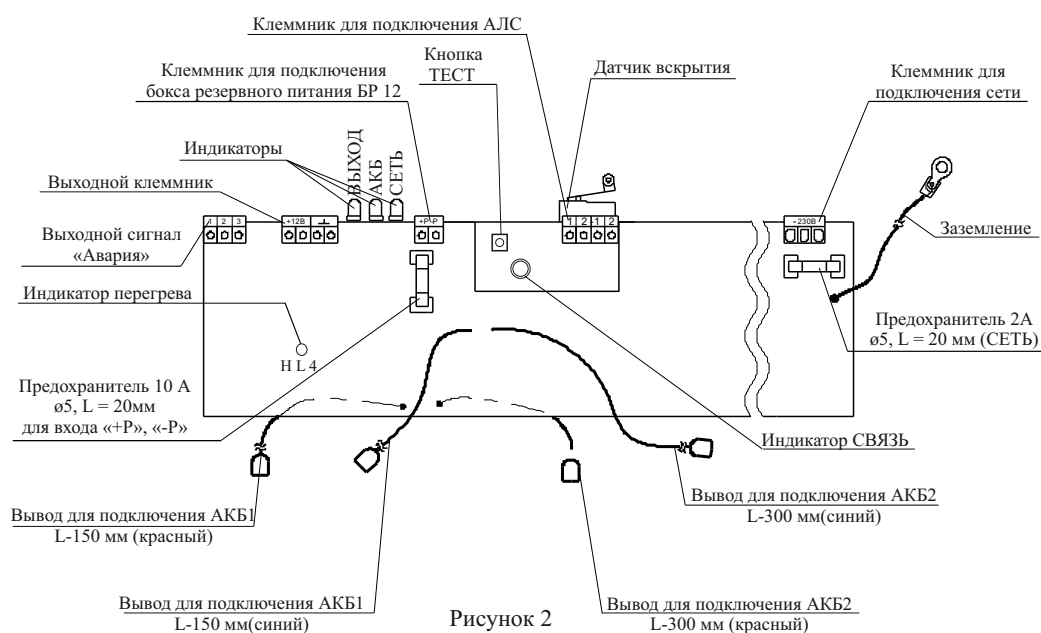 Клеммник для подключения АЛС
Кнопка
ТЕСТ
Датчик вскрытия
Клеммник для
подключения сети
Клеммник для подключения
бокса резервного питания БР 12
Индикаторы
ВЫХОД
АКБ
СЕТЬ
Выходной клеммник
1 2 3
+12В
+Р -Р
1 2 -1 2
~230В
Выходной сигнал
«Авария»
Заземление
Индикатор перегрева
HL4
Предохранитель 2А
ø5, L = 20 мм (СЕТЬ)
Предохранитель 10 А
ø5, L = 20мм
для входа «+Р», «-Р»
Индикатор СВЯЗЬ
Вывод для подключения АКБ1
L-150 мм (красный)
Вывод для подключения АКБ2
L-300 мм(синий)
Вывод для подключения АКБ1
L-150 мм(синий)
Рисунок 2
Вывод для подключения АКБ2
L-300 мм (красный)